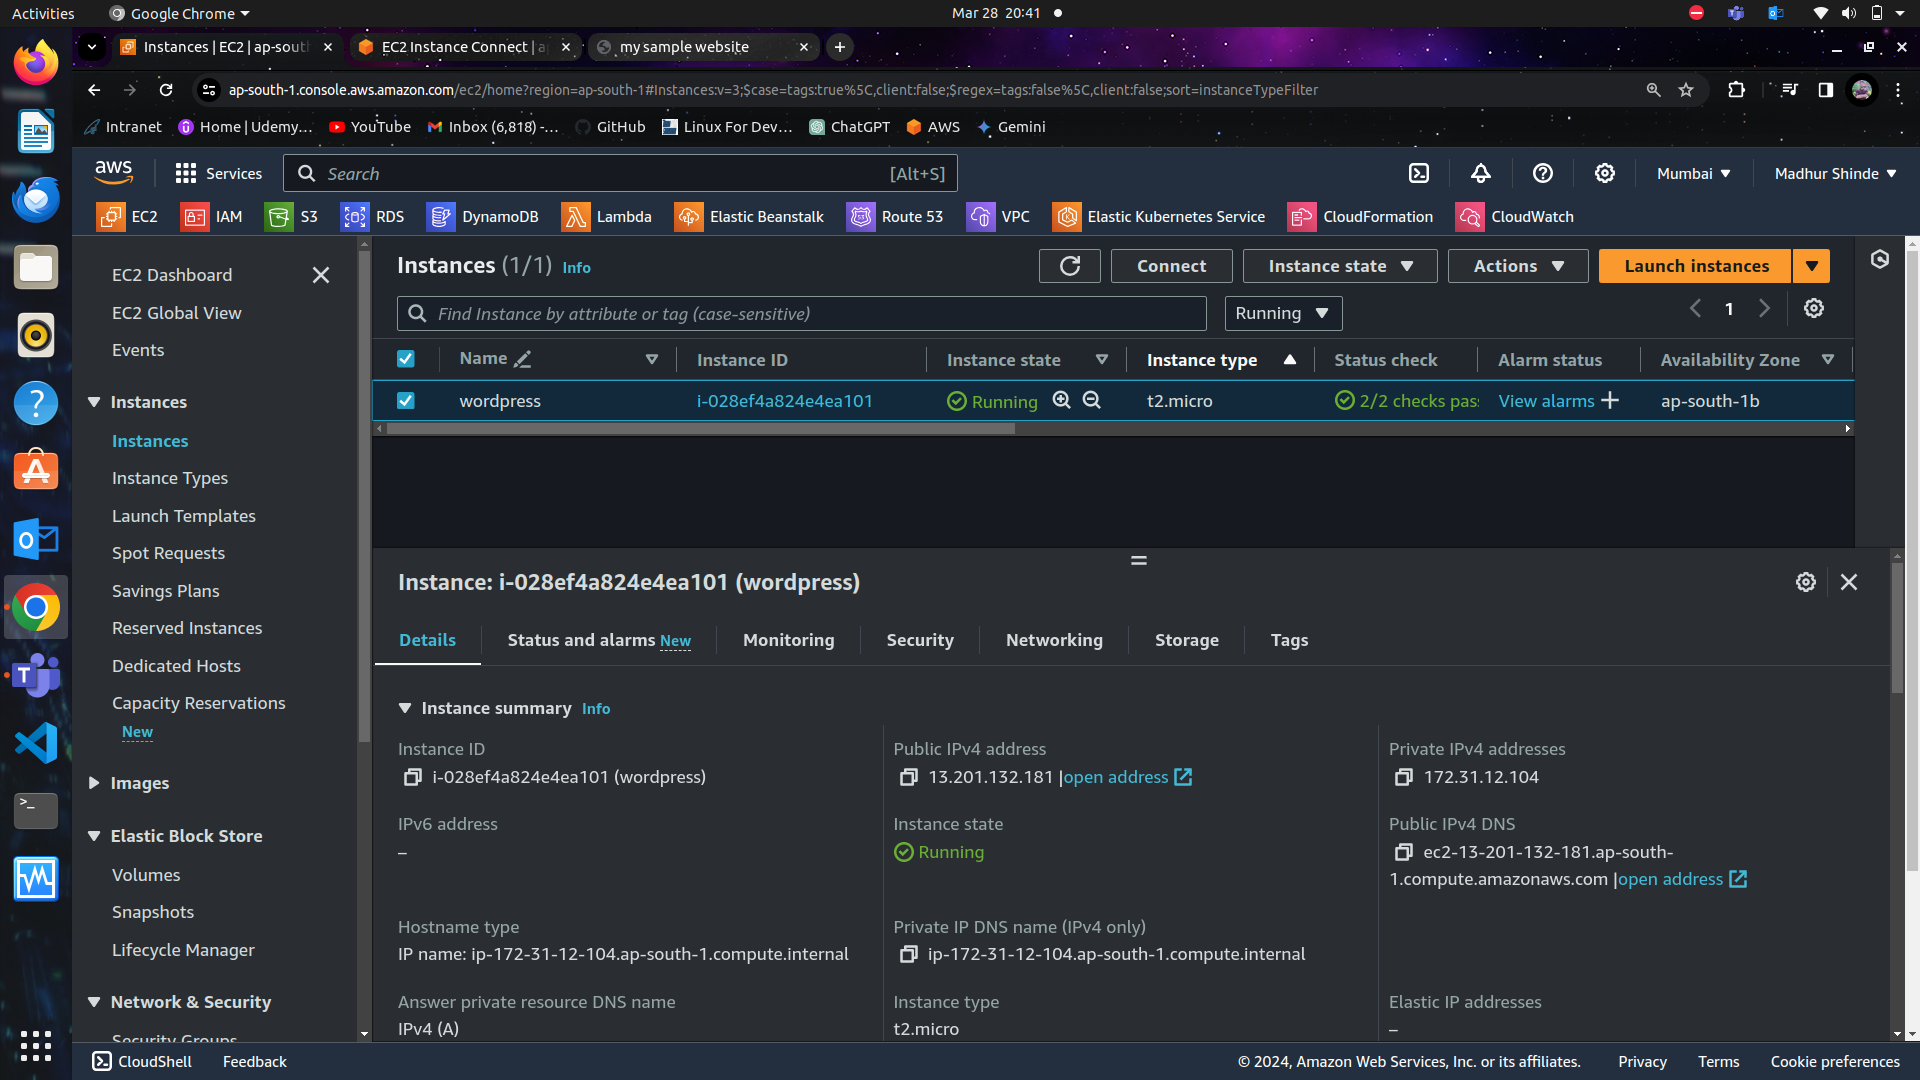 Activities
Google Chrome
Mar 28 20:41
Instances | EC2 | ap-sout
EC2 Instance Connect | a
my sample website
ap-south-1.console.aws.amazon.com/ec2/home?region=ap-south-1#Instances:v=3;$case=tags:true%5C,client:false;$regex=tags:false%5C,client:false;sort=instanceTypeFilter
Intranet
Home | Udemy...
YouTube
Inbox (6,818) -...
GitHub
Linux For Dev...
ChatGPT
AWS
Gemini
aws
Services
Search
[Alt+S]
Mumbai
Madhur Shinde
EC2
IAM
S3
RDS
DynamoDB
Lambda
Elastic Beanstalk
Route 53
VPC
Elastic Kubernetes Service
CloudFormation
CloudWatch
EC2 Dashboard
EC2 Global View
Events
Instances
Instances
Instance Types
Launch Templates
Spot Requests
Savings Plans
Reserved Instances
Dedicated Hosts
Capacity Reservations
New
Images
Elastic Block Store
Volumes
Snapshots
Lifecycle Manager
Network & Security
Security Groups
Instances (1/1) Info
Connect
Instance state
Actions
Launch instances
Find Instance by attribute or tag (case-sensitive)
Running
1
Name
Instance ID
Instance state
Instance type
Status check
Alarm status
Availability Zone
wordpress
i-028ef4a824e4ea101
Running
t2.micro
2/2 checks pas
View alarms
ap-south-1b
Instance: i-028ef4a824e4ea101 (wordpress)
Details
Status and alarms New
Monitoring
Security
Networking
Storage
Tags
Instance summary Info
Instance ID
i-028ef4a824e4ea101 (wordpress)
Public IPv4 address
13.201.132.181 |open address
Private IPv4 addresses
172.31.12.104
IPv6 address
–
Instance state
Running
Public IPv4 DNS
ec2-13-201-132-181.ap-south-
1.compute.amazonaws.com |open address
Hostname type
IP name: ip-172-31-12-104.ap-south-1.compute.internal
Private IP DNS name (IPv4 only)
ip-172-31-12-104.ap-south-1.compute.internal
Answer private resource DNS name
IPv4 (A)
Instance type
t2.micro
Elastic IP addresses
–
CloudShell
Feedback
© 2024, Amazon Web Services, Inc. or its affiliates.
Privacy
Terms
Cookie preferences